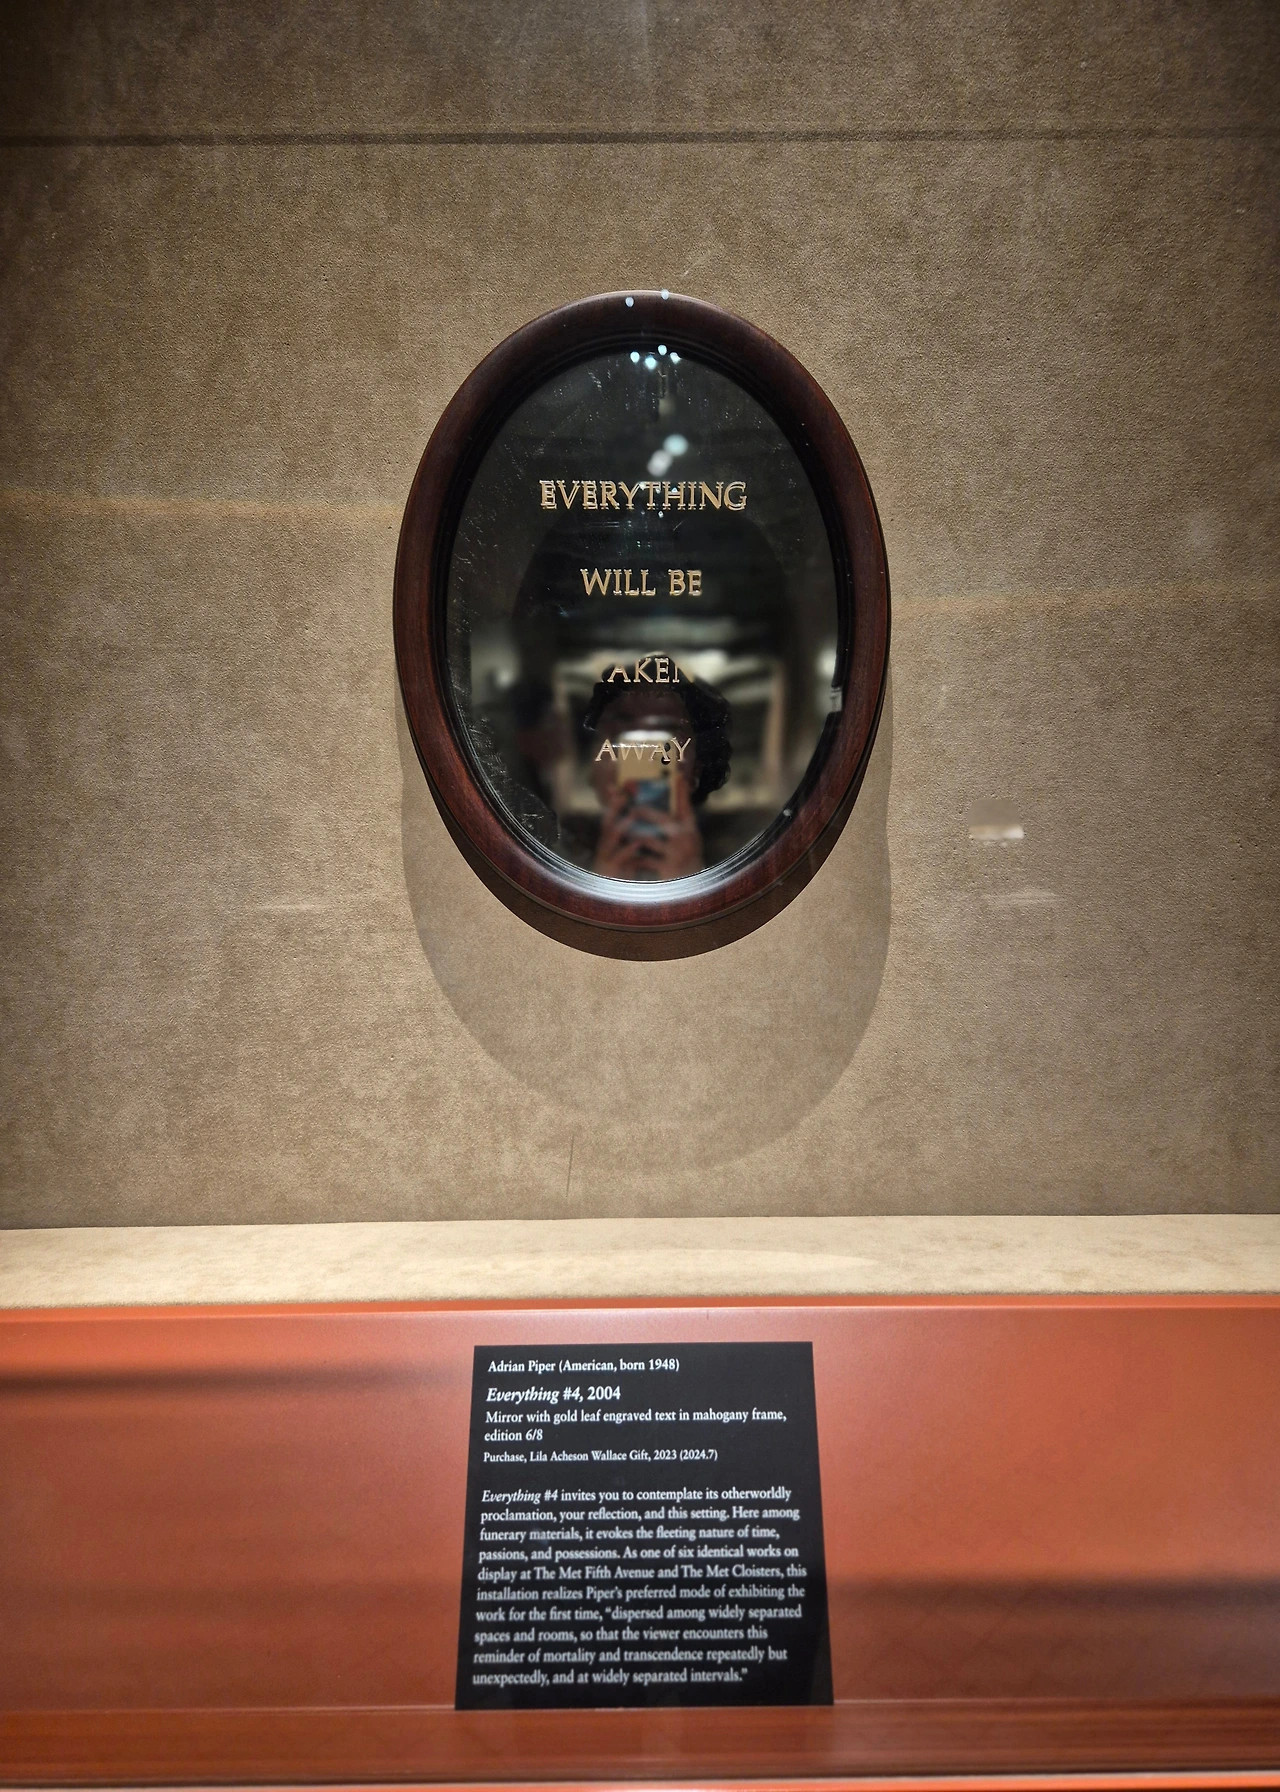 EVERYTHING
WILL BE
AKEN
AWAY
Adrian Piper (American, born 1948)
Everything #4, 2004
Mirror with gold leaf engraved text in mahogany frame,
edition 6/8
Purchase, Lila Acheson Wallace Gift, 2023 (2024.7)
Everything #4 invites you to contemplate its otherworldly
proclamation, your reflection, and this setting. Here among
funerary materials, it evokes the fleeting nature of time,
passions, and possessions. As one of six identical works on
display at The Met Fifth Avenue and The Met Cloisters, this
installation realizes Piper’s preferred mode of exhibiting the
work for the first time, “dispersed among widely separated
spaces and rooms, so that the viewer encounters this
reminder of mortality and transcendence repeatedly but
unexpectedly, and at widely separated intervals.”